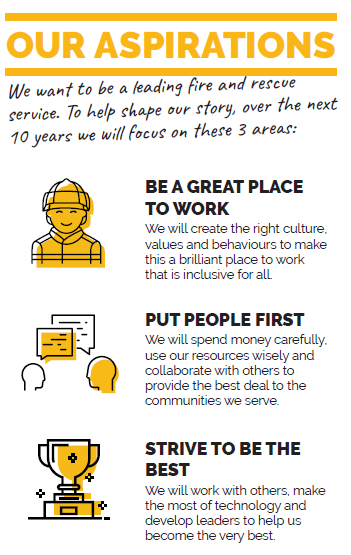 OUR ASPIRATIONS
We want to be a leading fire and rescue
service. To help shape our story, over the next
10 years we will focus on these 3 areas:
BE A GREAT PLACE
TO WORK
We will create the right culture,
values and behaviours to make
this a brilliant place to work
that is inclusive for all.
PUT PEOPLE FIRST
We will spend money carefully,
use our resources wisely and
collaborate with others to
provide the best deal to the
communities we serve.
STRIVE TO BE THE
BEST
We will work with others, make
the most of technology and
develop leaders to help us
become the very best.